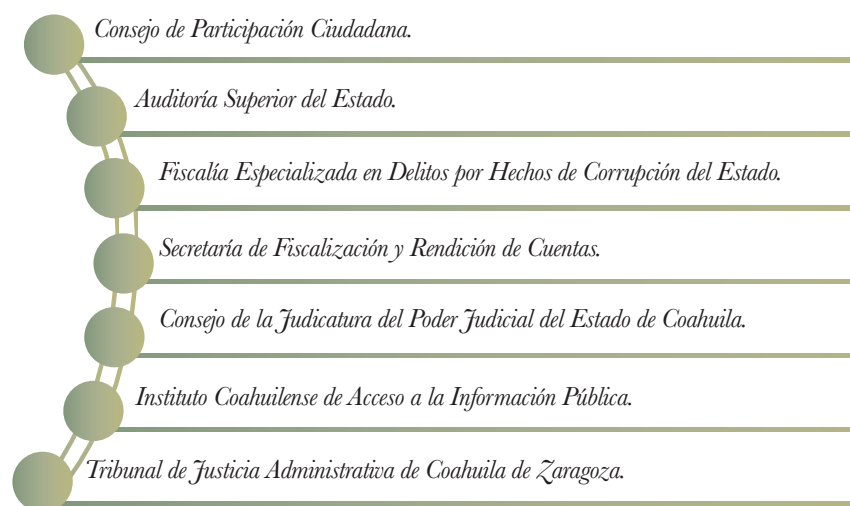 Consejo de Participación Ciudadana.
Auditoría Superior del Estado.
Fiscalía Especializada en Delitos por Hechos de Corrupción del Estado.
Secretaría de Fiscalización y Rendición de Cuentas.
Consejo de la Judicatura del Poder Judicial del Estado de Coahuila.
Instituto Coahuilense de Acceso a la Información Pública.
Tribunal de Justicia Administrativa de Coahuila de Zaragoza.